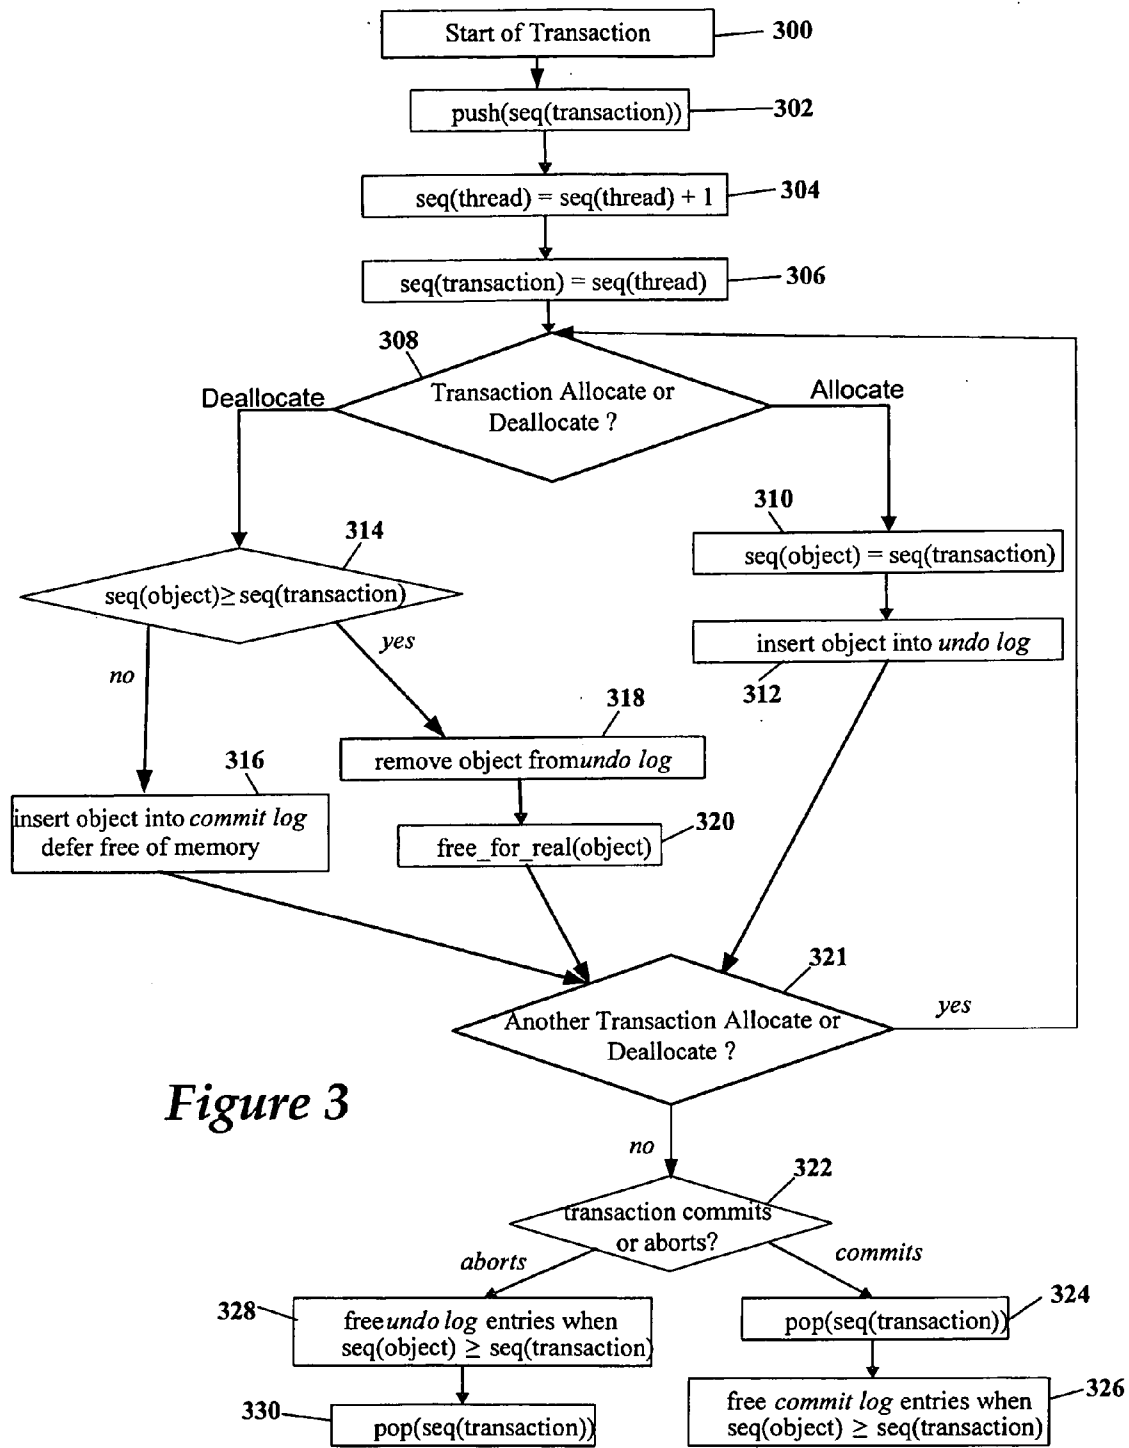 Start of Transaction
300
push(seq(transaction))
302
seq(thread) = seq(thread) + 1
304
seq(transaction) = seq(thread)
306
308
Transaction Allocate or
Deallocate ?
Deallocate
Allocate
310
seq(object) = seq(transaction)
314
seq(object)≥ seq(transaction)
insert object into undo log
312
yes
no
318
remove object from undo log
316
insert object into commit log
defer free of memory
320
free_for_real(object)
321
Another Transaction Allocate or
Deallocate ?
yes
Figure 3
no
322
transaction commits
or aborts?
aborts
commits
328
free undo log entries when
seq(object) ≥ seq(transaction)
324
pop(seq(transaction))
330
pop(seq(transaction))
326
free commit log entries when
seq(object) ≥ seq(transaction)